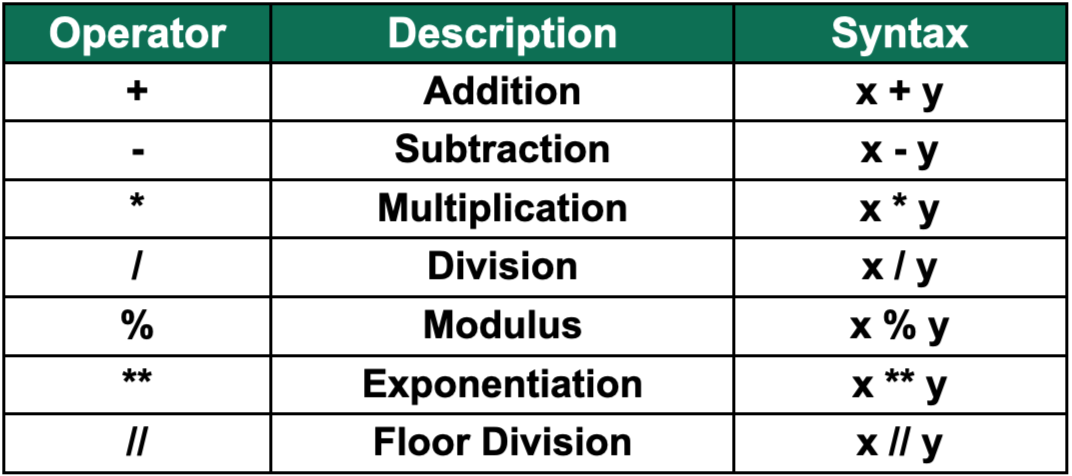 Operator Description Syntax
+ Addition x + y
- Subtraction x - y
* Multiplication x * y
/ Division x / y
% Modulus x % y
** Exponentiation x ** y
// Floor Division x // y